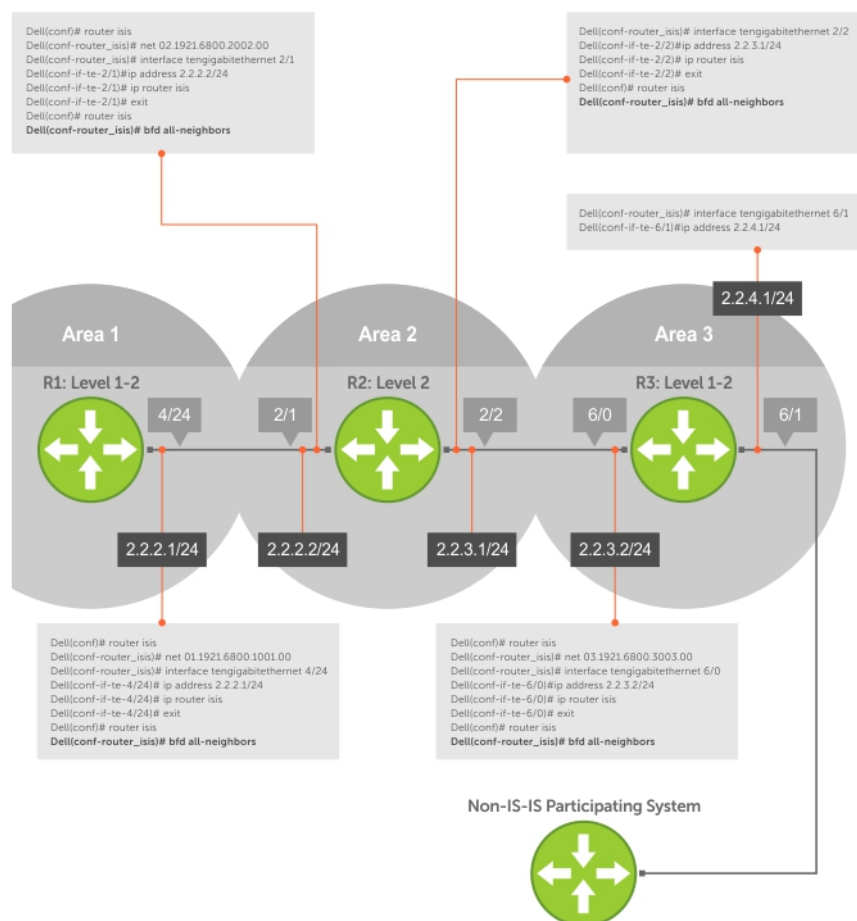 Dell(conf)# router isis
Dell(conf-router_isis)# net 02.1921.6800.2002.00
Dell(conf-router_isis)# interface tengigabitethernet 2/1
Dell(conf-if-te-2/1)#ip address 2.2.2.2/24
Dell(conf-if-te-2/1)# ip router isis
Dell(conf-if-te-2/1)# exit
Dell(conf)# router isis
Dell(conf-router_isis)# bfd all-neighbors
Dell(conf-router_isis)# interface tengigabitethernet 2/2
Dell(conf-if-te-2/2)#ip address 2.2.3.1/24
Dell(conf-if-te-2/2)# ip router isis
Dell(conf-if-te-2/2)# exit
Dell(conf)# router isis
Dell(conf-router_isis)# bfd all-neighbors
Dell(conf-router_isis)# interface tengigabitethernet 6/1
Dell(conf-if-te-6/1)#ip address 2.2.4.1/24
2.2.4.1/24
Area 1
Area 2
Area 3
R1: Level 1-2
R2: Level 2
R3: Level 1-2
4/24
2/1
2/2
6/0
6/1
2.2.2.1/24
2.2.2.2/24
2.2.3.1/24
2.2.3.2/24
Dell(conf)# router isis
Dell(conf-router_isis)# net 01.1921.6800.1001.00
Dell(conf-router_isis)# interface tengigabitethernet 4/24
Dell(conf-if-te-4/24)# ip address 2.2.2.1/24
Dell(conf-if-te-4/24)# ip router isis
Dell(conf-if-te-4/24)# exit
Dell(conf)# router isis
Dell(conf-router_isis)# bfd all-neighbors
Dell(conf)# router isis
Dell(conf-router_isis)# net 03.1921.6800.3003.00
Dell(conf-router_isis)# interface tengigabitethernet 6/0
Dell(conf-if-te-6/0)#ip address 2.2.3.2/24
Dell(conf-if-te-6/0)# ip router isis
Dell(conf-if-te-6/0)# exit
Dell(conf)# router isis
Dell(conf-router_isis)# bfd all-neighbors
Non-IS-IS Participating System